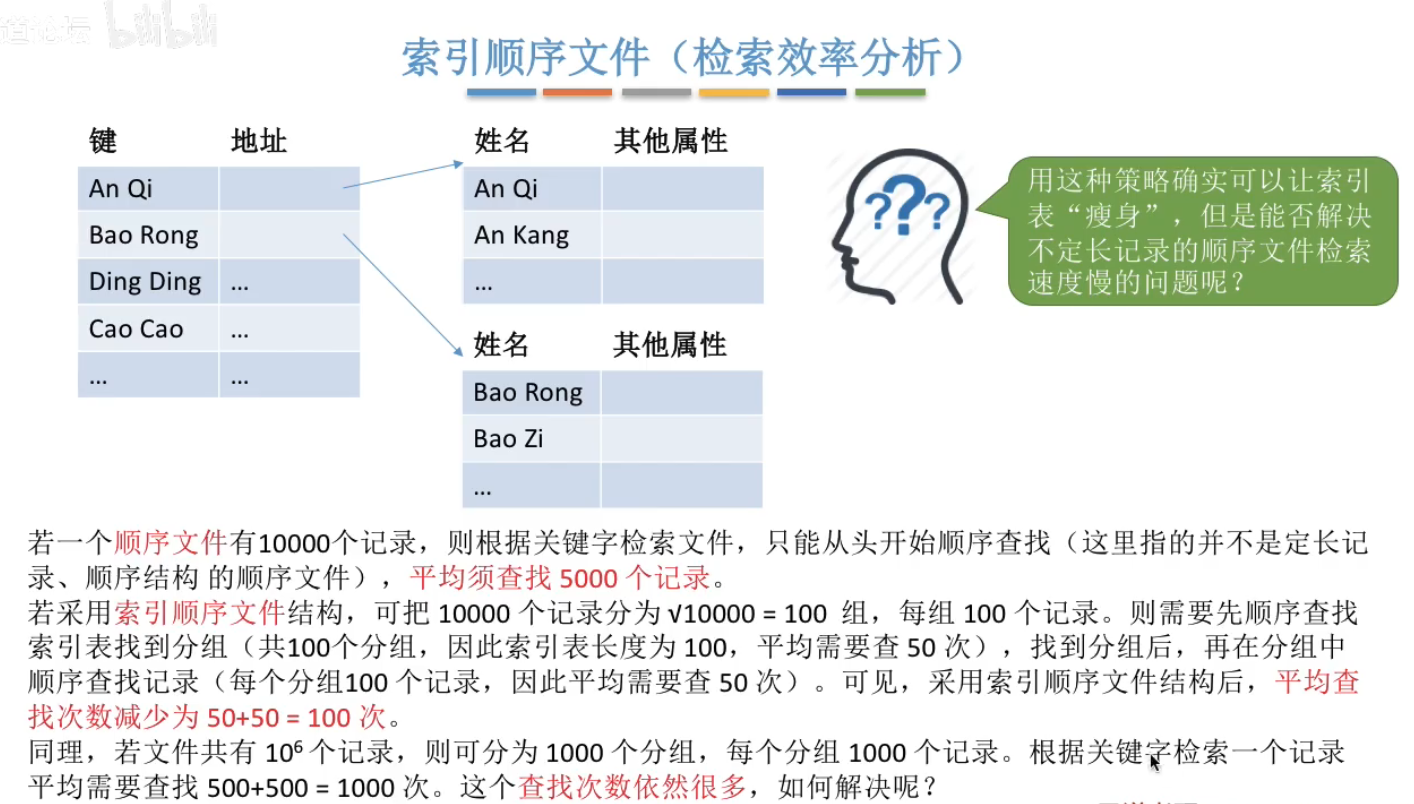 道论坛 bilibili
索引顺序文件（检索效率分析）
键 地址
An Qi
Bao Rong
Ding Ding …
Cao Cao …
… …
姓名 其他属性
An Qi
An Kang
…
姓名 其他属性
Bao Rong
Bao Zi
…
? ? ?
用这种策略确实可以让索引
表“瘦身”，但是能否解决
不定长记录的顺序文件检索
速度慢的问题呢？
若一个顺序文件有10000个记录，则根据关键字检索文件，只能从头开始顺序查找（这里指的并不是定长记
录、顺序结构 的顺序文件），平均须查找 5000 个记录。
若采用索引顺序文件结构，可把 10000 个记录分为 √10000 = 100 组，每组 100 个记录。则需要先顺序查找
索引表找到分组（共100个分组，因此索引表长度为 100，平均需要查 50 次），找到分组后，再在分组中
顺序查找记录（每个分组100 个记录，因此平均需要查 50 次）。可见，采用索引顺序文件结构后，平均查
找次数减少为 50+50 = 100 次。
同理，若文件共有 10⁶ 个记录，则可分为 1000 个分组，每个分组 1000 个记录。根据关键字检索一个记录
平均需要查找 500+500 = 1000 次。这个查找次数依然很多，如何解决呢？